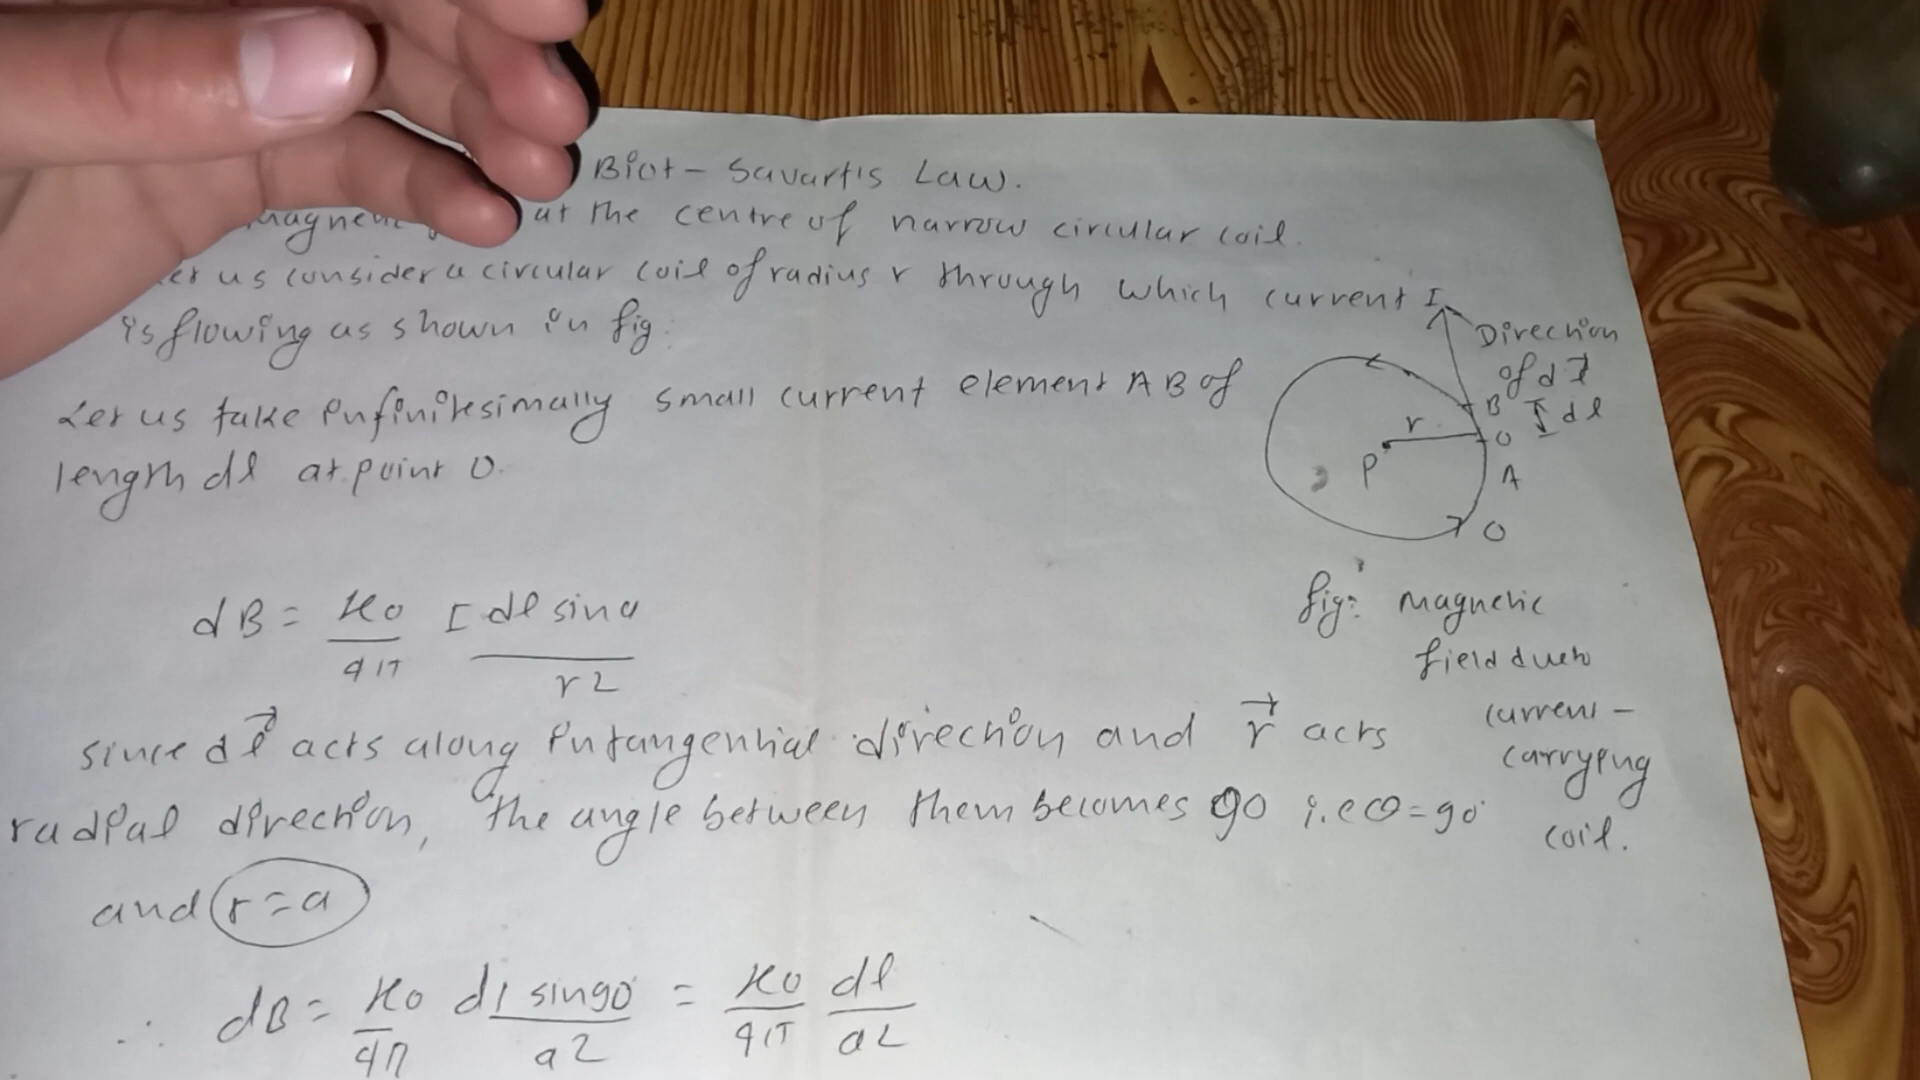 Biot - Savart's Law.
at the centre of narrow circular coil.
us consider a circular coil of radius r through which current I
is flowing as shown in fig.
Let us take infinitesimally small current element AB of
length dl at point O.
Direction
of dl
B
dl
r
O
P
A
O
dB = μo/4π I dl sinα/r2
fig: Magnetic
field due to
current -
carrying
coil.
since dl acts along in tangential direction and r acts
radial direction, the angle between them becomes 90 i.e θ = 90°
and r = a
∴ dB = μo/4π dl sin90°/a2 = μo/4π dl/a2